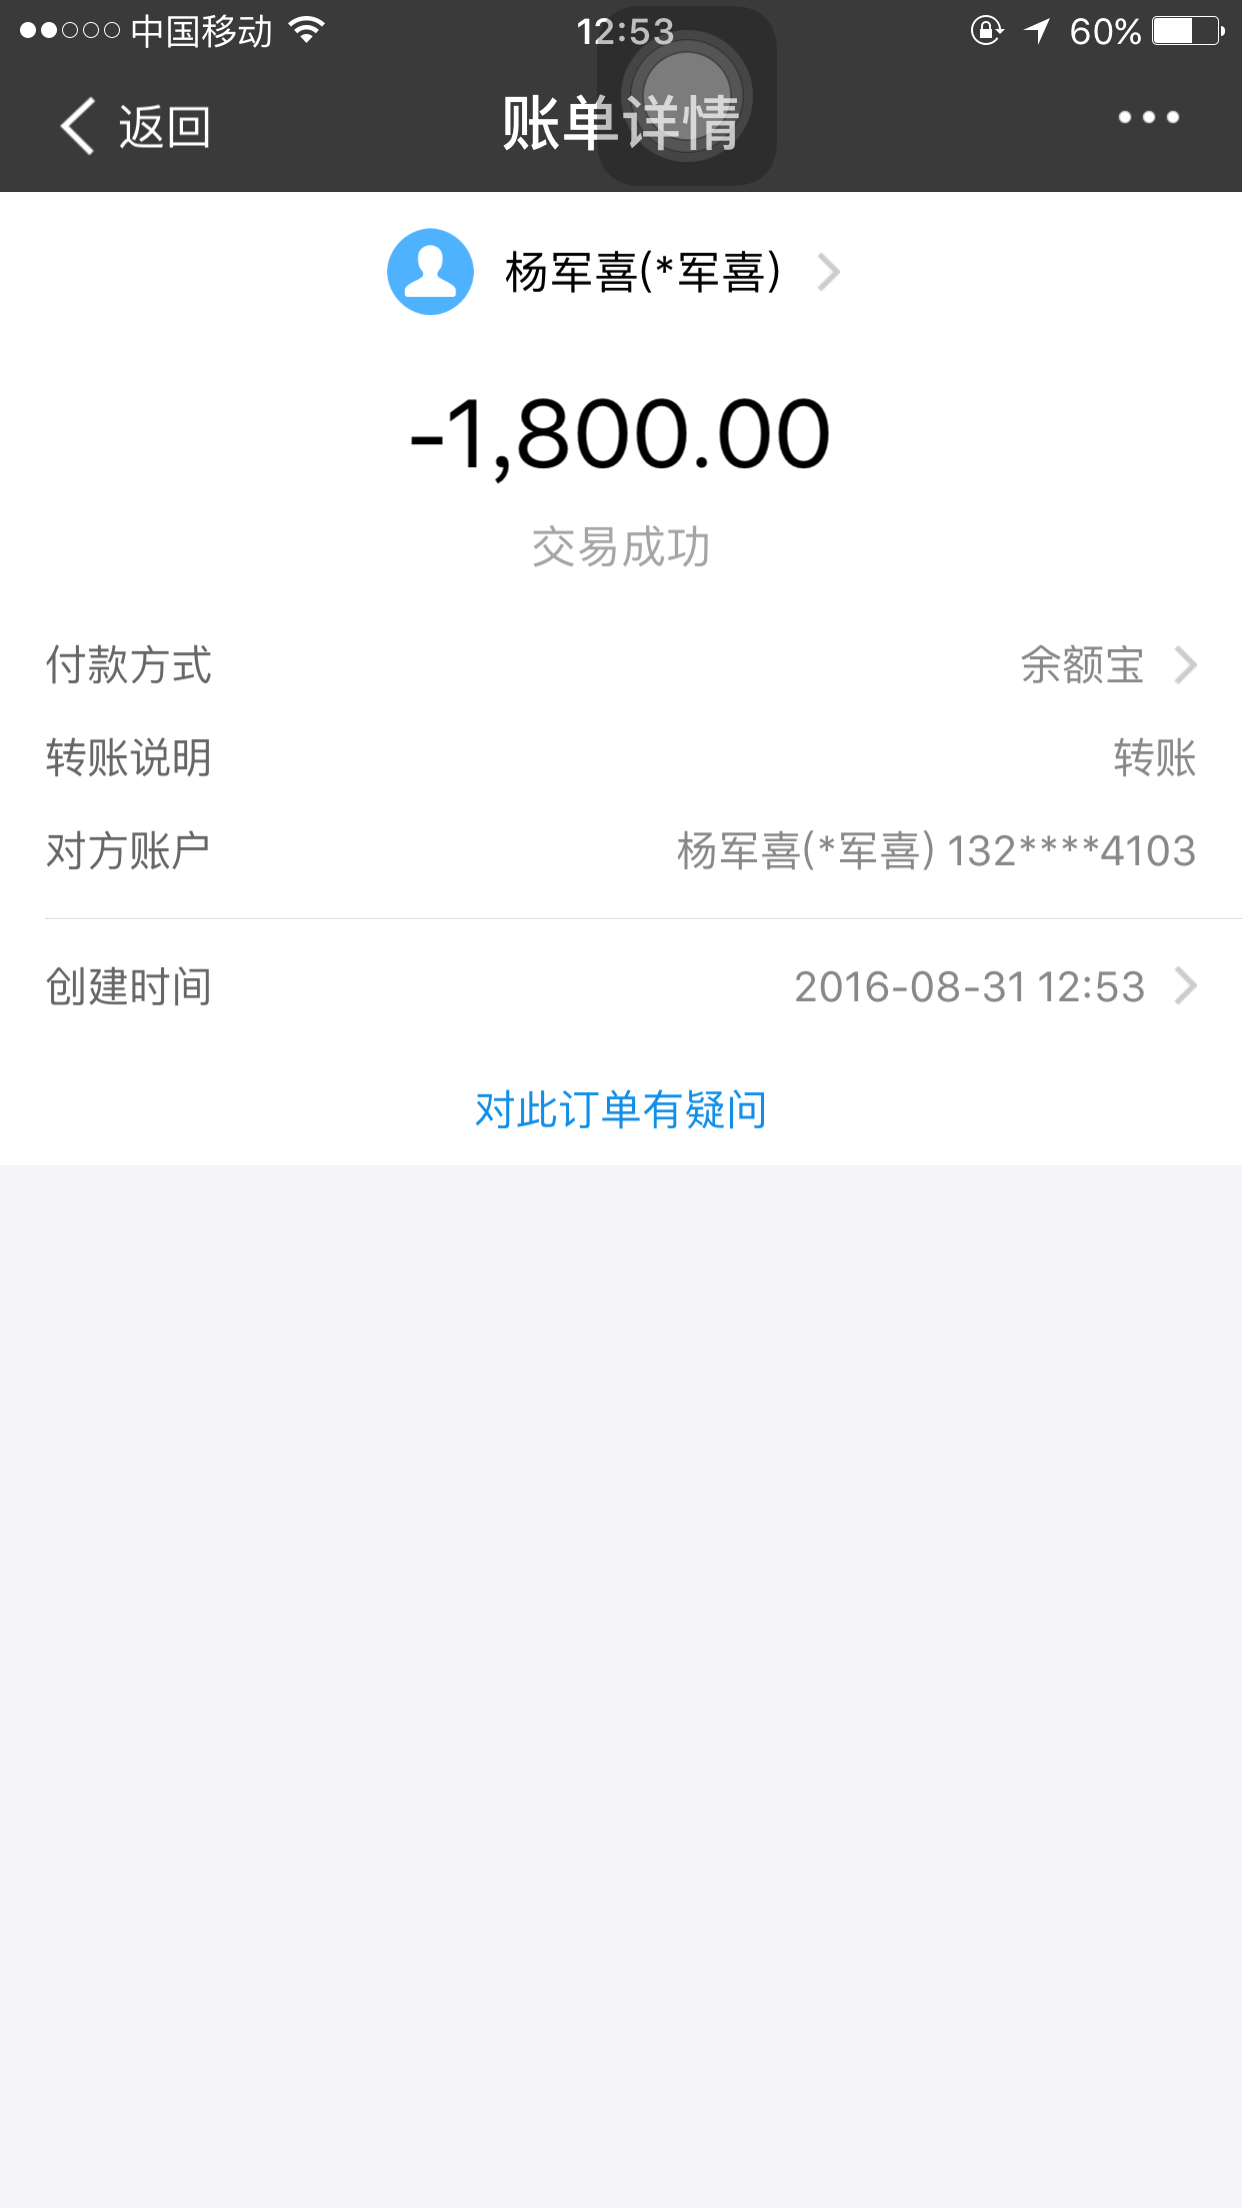 中国移动 12:53 60%
返回 账单详情
杨军喜(*军喜)
-1,800.00
交易成功
付款方式 余额宝
转账说明 转账
对方账户 杨军喜(*军喜) 132****4103
创建时间 2016-08-31 12:53
对此订单有疑问